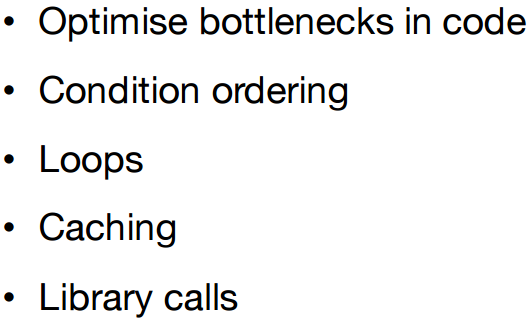 • Optimise bottlenecks in code
• Condition ordering
• Loops
• Caching
• Library calls